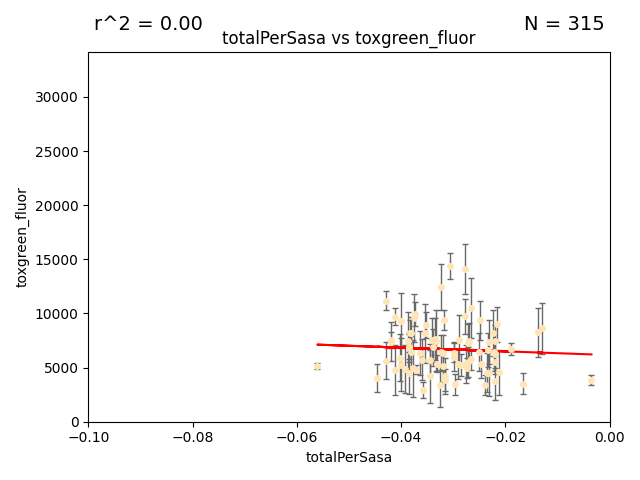 r^2 = 0.00
N = 315
totalPerSasa vs toxgreen_fluor
toxgreen_fluor
30000
25000
20000
15000
10000
5000
0
−0.10
−0.08
−0.06
−0.04
−0.02
0.00
totalPerSasa